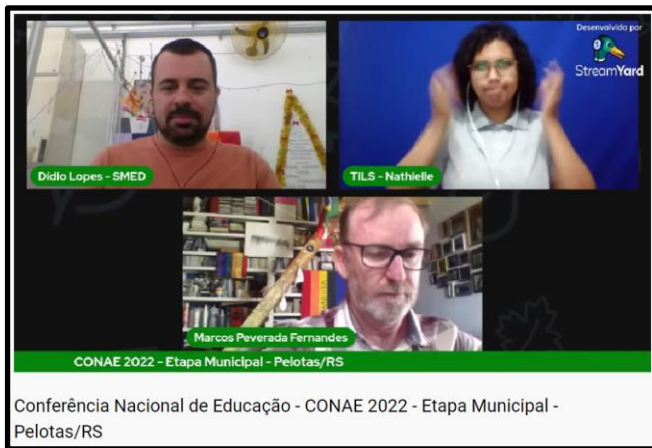 Desenvolvido por
StreamYard
Dídio Lopes - SMED
TILS - Nathielle
Marcos Peverada Fernandes
CONAE 2022 - Etapa Municipal - Pelotas/RS
Conferência Nacional de Educação - CONAE 2022 - Etapa Municipal -
Pelotas/RS